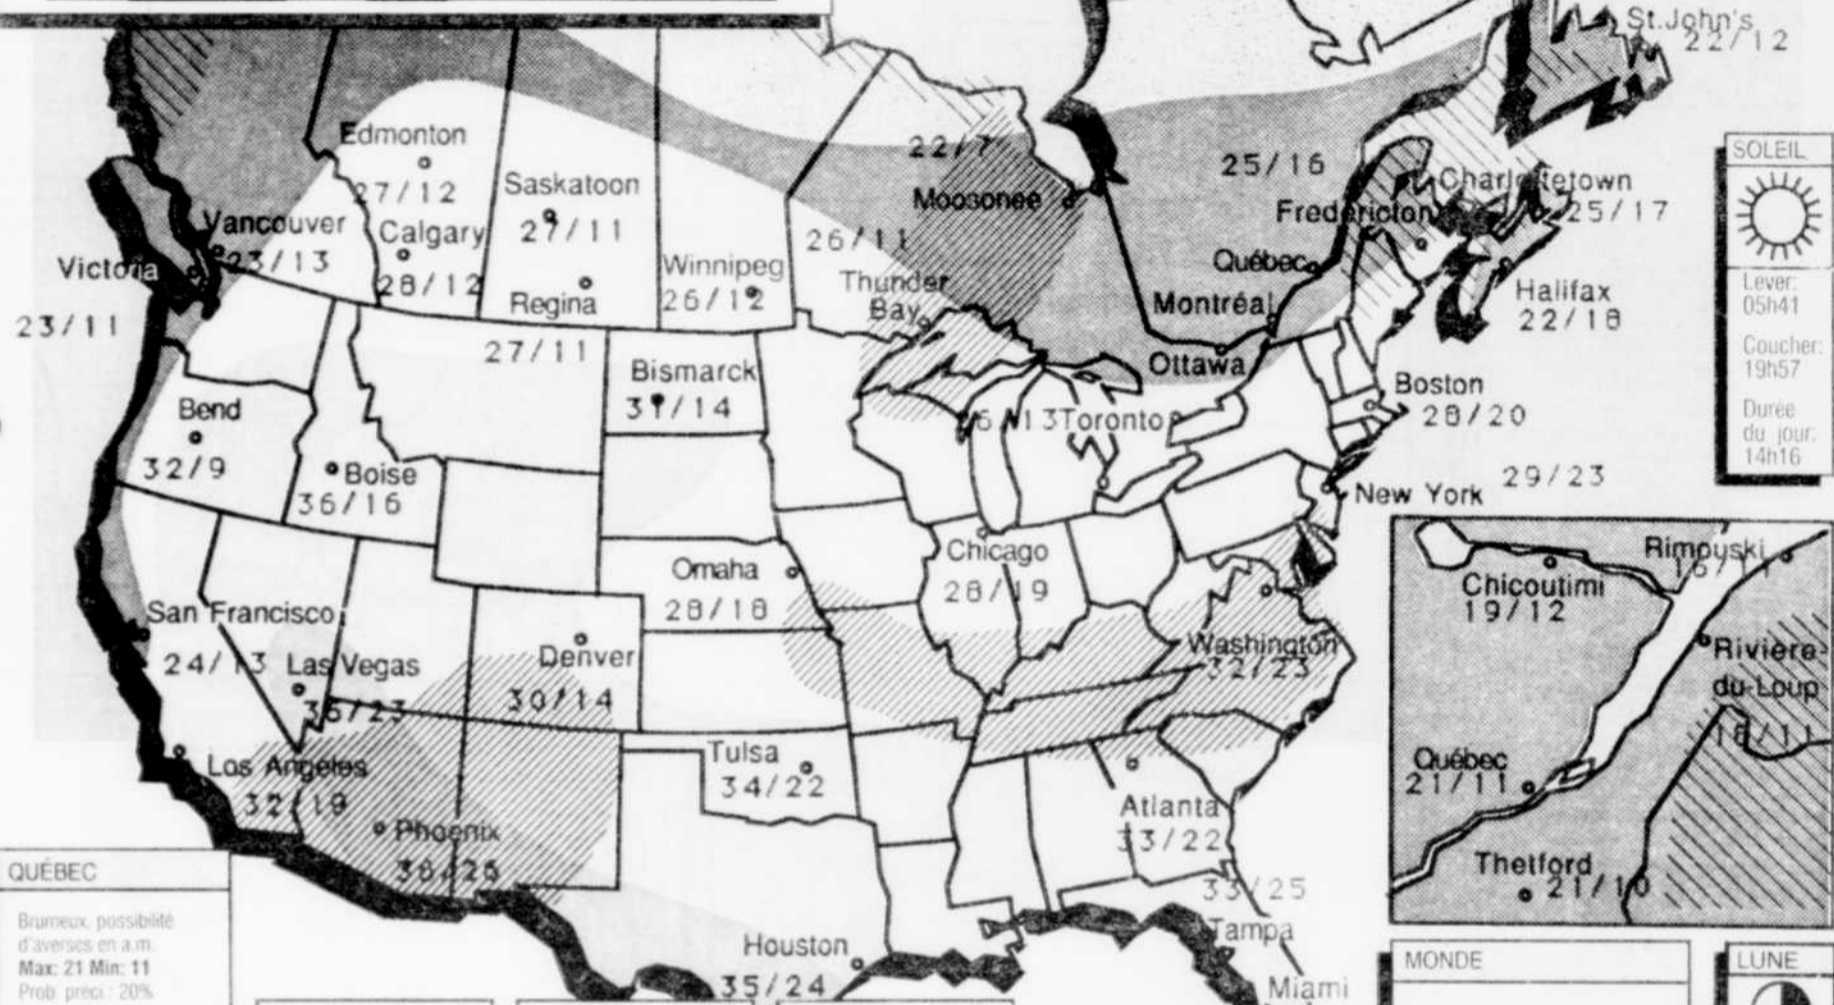 St.John's
22/12
Edmonton
27/12
Saskatoon
27/11
Vancouver
23/13
Calgary
28/12
Victoria
23/11
Regina
27/11
Winnipeg
26/12
22/7
Moosonee
26/11
Thunder
Bay
25/16
Charlottetown
25/17
Fredericton
Québec
Montréal
Ottawa
Halifax
22/18
Bismarck
31/14
Toronto
Boston
28/20
New York
29/23
Bend
32/9
Boise
36/16
Omaha
28/18
Chicago
28/19
San Francisco
24/13
Las Vegas
Denver
30/14
Washington
32/23
Los Angeles
32/19
Phoenix
Tulsa
34/22
Atlanta
33/22
33/25
Tampa
Houston
35/24
Miami
SOLEIL
Lever:
05h41
Coucher:
19h57
Durée
du jour:
14h16
Rimouski
16/11
Chicoutimi
19/12
Rivière-
du-Loup
Québec
21/11
Thetford
21/10
QUÉBEC
Brumeux, possibilité
d'averses en a.m.
Max: 21 Min: 11
Prob. préci.: 20%
MONDE
LUNE